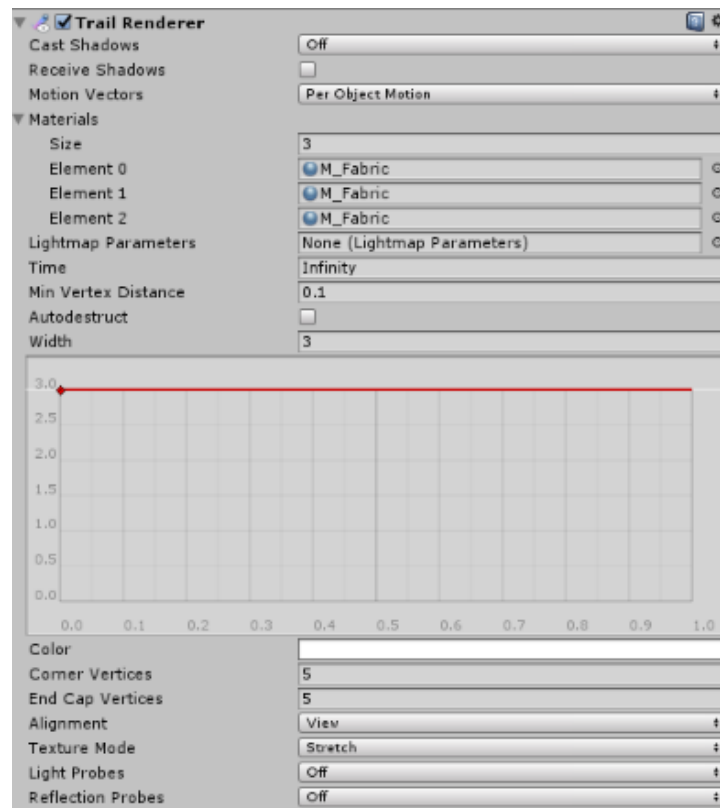 Trail Renderer
Cast Shadows Off
Receive Shadows
Motion Vectors Per Object Motion
Materials
Size 3
Element 0 M_Fabric
Element 1 M_Fabric
Element 2 M_Fabric
Lightmap Parameters None (Lightmap Parameters)
Time Infinity
Min Vertex Distance 0.1
Autodestruct
Width 3
3.0
2.5
2.0
1.5
1.0
0.5
0.0
0.0 0.1 0.2 0.3 0.4 0.5 0.6 0.7 0.8 0.9 1.0
Color
Corner Vertices 5
End Cap Vertices 5
Alignment View
Texture Mode Stretch
Light Probes Off
Reflection Probes Off